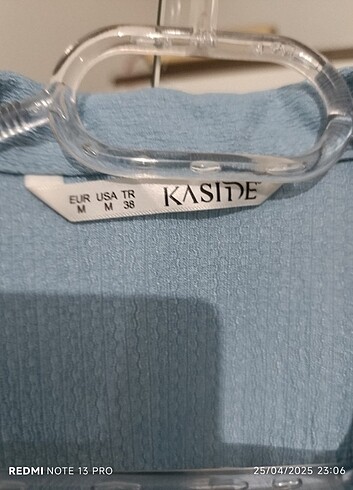 EUR USA TR
M M 38
KASIDE
REDMI NOTE 13 PRO
25/04/2025 23:06